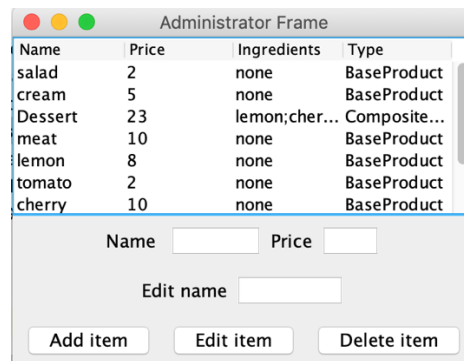 Administrator Frame
Name Price Ingredients Type
salad 2 none BaseProduct
cream 5 none BaseProduct
Dessert 23 lemon;cher... Composite...
meat 10 none BaseProduct
lemon 8 none BaseProduct
tomato 2 none BaseProduct
cherry 10 none BaseProduct
Name Price
Edit name
Add item Edit item Delete item